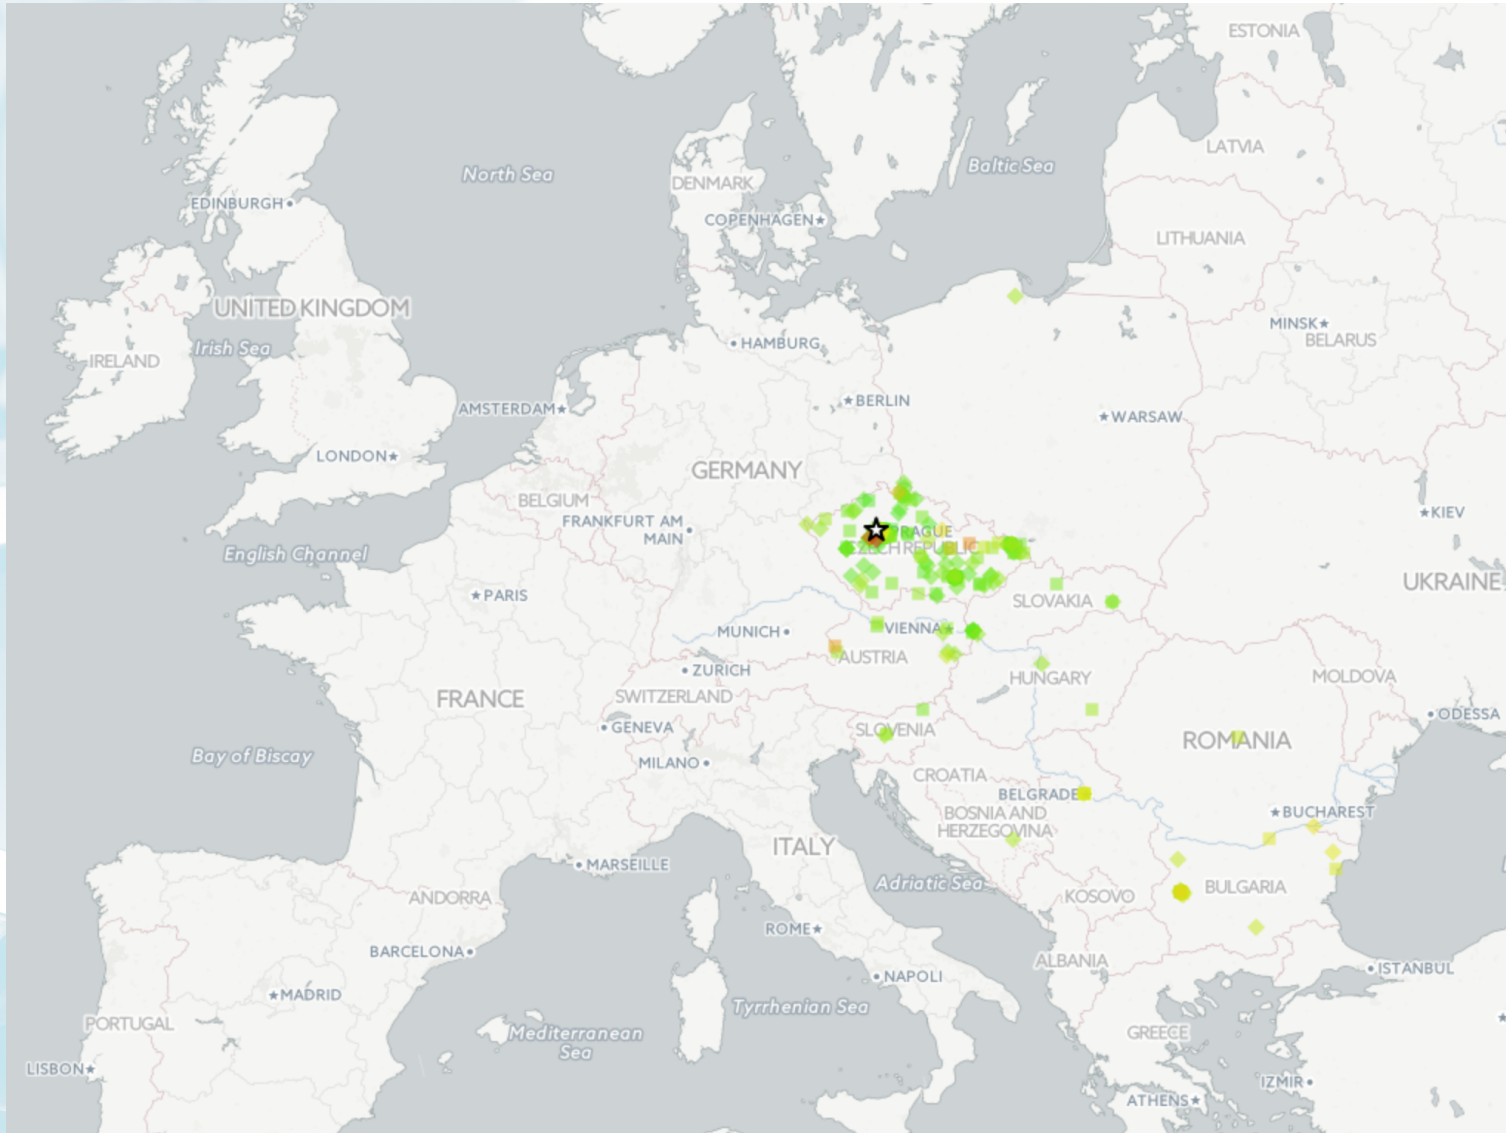 ESTONIA
LATVIA
North Sea
Baltic Sea
DENMARK
EDINBURGH
COPENHAGEN
LITHUANIA
UNITED KINGDOM
MINSK
BELARUS
HAMBURG
Irish Sea
IRELAND
BERLIN
AMSTERDAM
WARSAW
LONDON
GERMANY
BELGIUM
KIEV
FRANKFURT AM
MAIN
PRAGUE
CZECH REPUBLIC
English Channel
UKRAINE
PARIS
SLOVAKIA
VIENNA
MUNICH
AUSTRIA
ZURICH
HUNGARY
MOLDOVA
SWITZERLAND
FRANCE
ODESSA
GENEVA
SLOVENIA
ROMANIA
Bay of Biscay
MILANO
CROATIA
BELGRADE
BOSNIA AND
HERZEGOVINA
BUCHAREST
ITALY
MARSEILLE
Adriatic Sea
BULGARIA
ANDORRA
KOSOVO
ROME
BARCELONA
ALBANIA
ISTANBUL
NAPOLI
MADRID
Tyrrhenian Sea
PORTUGAL
Mediterranean
Sea
GREECE
LISBON
IZMIR
ATHENS